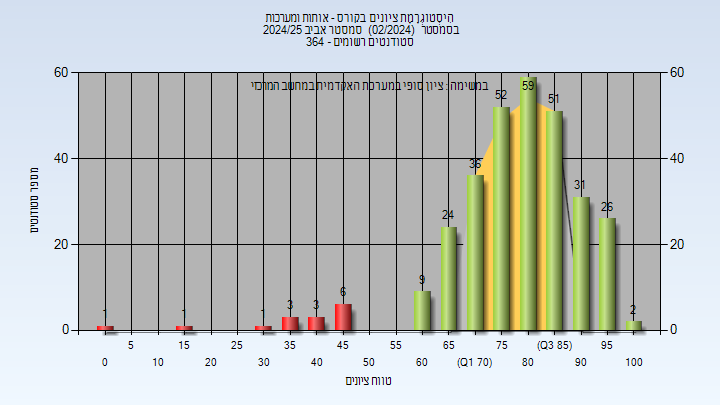 היסטוגרמת ציונים בקורס - אותות ומערכות
בסמסטר (02/2024) סמסטר אביב 2024/25
סטודנטים רשומים - 364
במשימה : ציון סופי במערכת האקדמית במחשב המרכזי
מספר סטודנטים
60 60
40 40
20 20
0 0
1 1 1 3 3 6 9 24 36 52 59 51 31 26 2
5 15 25 35 45 55 65 75 (Q3 85) 95
0 10 20 30 40 50 60 (Q1 70) 80 90 100
טווח ציונים